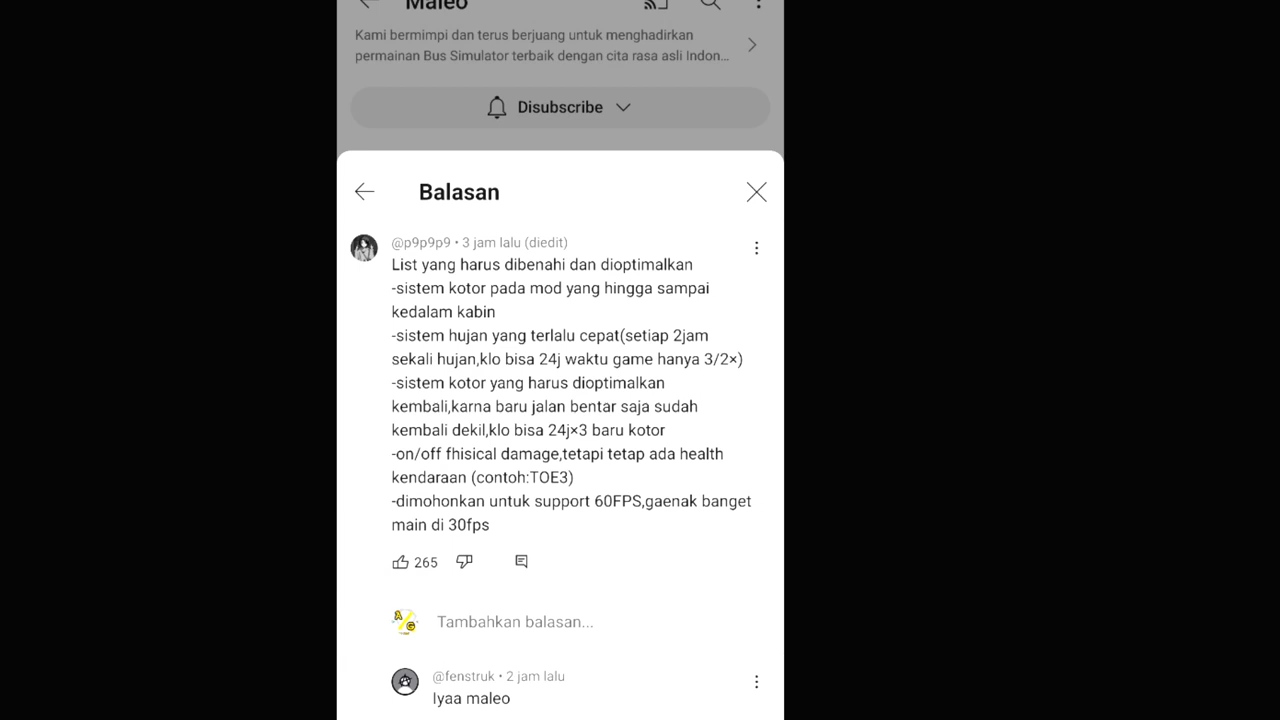 Maleo
Kami bermimpi dan terus berjuang untuk menghadirkan
permainan Bus Simulator terbaik dengan cita rasa asli Indon...
Disubscribe
Balasan
@p9p9p9 • 3 jam lalu (diedit)
List yang harus dibenahi dan dioptimalkan
-sistem kotor pada mod yang hingga sampai
kedalam kabin
-sistem hujan yang terlalu cepat(setiap 2jam
sekali hujan,klo bisa 24j waktu game hanya 3/2×)
-sistem kotor yang harus dioptimalkan
kembali,karna baru jalan bentar saja sudah
kembali dekil,klo bisa 24j×3 baru kotor
-on/off fhisical damage,tetapi tetap ada health
kendaraan (contoh:TOE3)
-dimohonkan untuk support 60FPS,gaenak banget
main di 30fps
265
A G
Tambahkan balasan...
@fenstruk • 2 jam lalu
Iyaa maleo